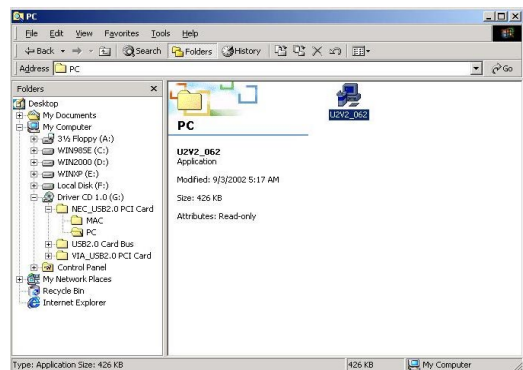 PC
File Edit View Favorites Tools Help
Back Search Folders History
Address PC Go
Folders
Desktop
My Documents
My Computer
3½ Floppy (A:)
WIN98SE (C:)
WIN2000 (D:)
WINXP (E:)
Local Disk (F:)
Driver CD 1.0 (G:)
NEC_USB2.0 PCI Card
MAC
PC
USB2.0 Card Bus
VIA_USB2.0 PCI Card
Control Panel
My Network Places
Recycle Bin
Internet Explorer
PC
U2V2_062
Application
Modified: 9/3/2002 5:17 AM
Size: 426 KB
Attributes: Read-only
U2V2_062
Type: Application Size: 426 KB 426 KB My Computer